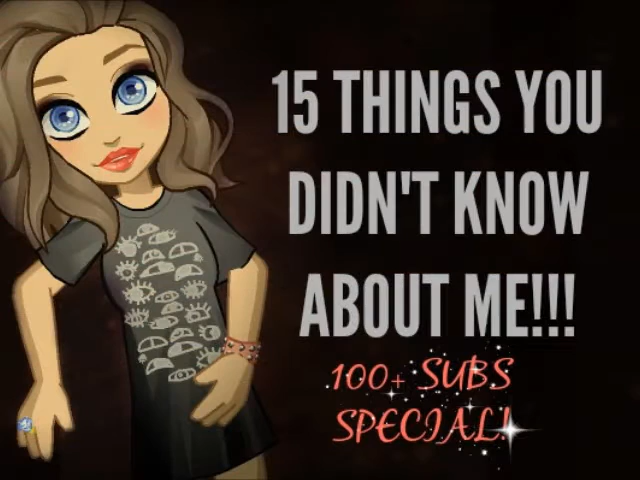 15 THINGS YOU
DIDN'T KNOW
ABOUT ME!!!
100+ SUBS
SPECIAL!